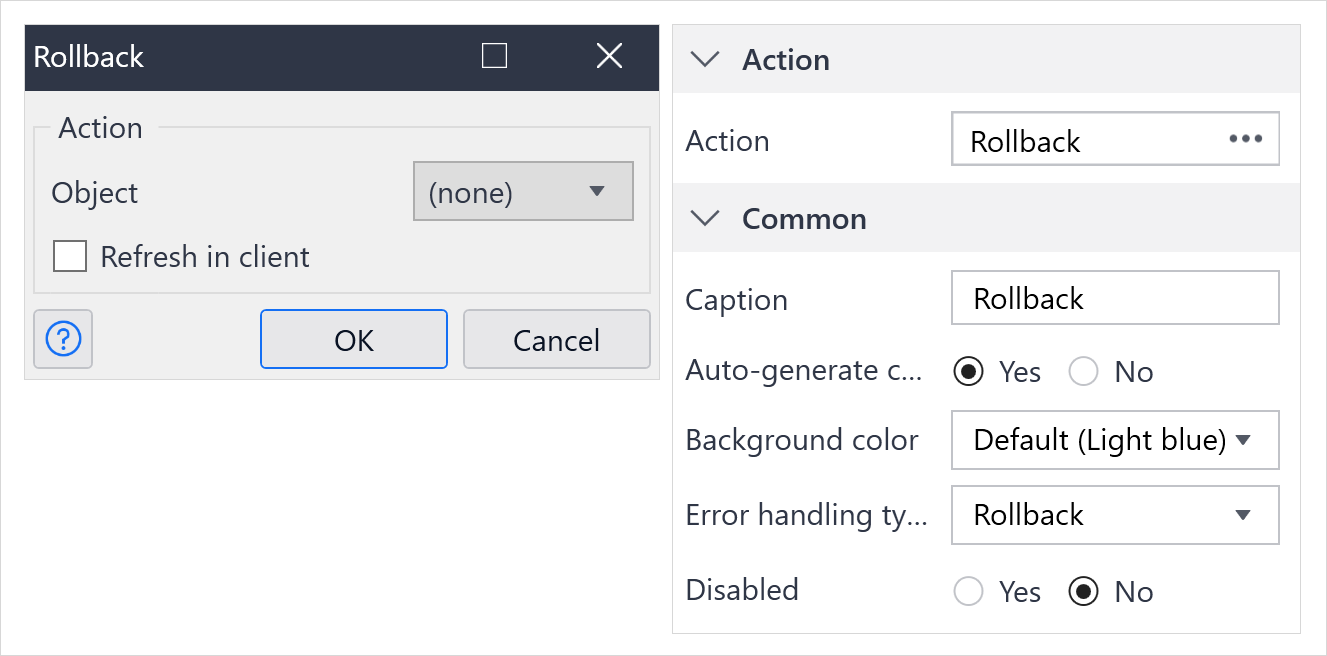 Rollback
Action
Object
(none)
Refresh in client
?
OK
Cancel
Action
Action
Rollback
Common
Caption
Rollback
Auto-generate c...
Yes
No
Background color
Default (Light blue)
Error handling ty...
Rollback
Disabled
Yes
No